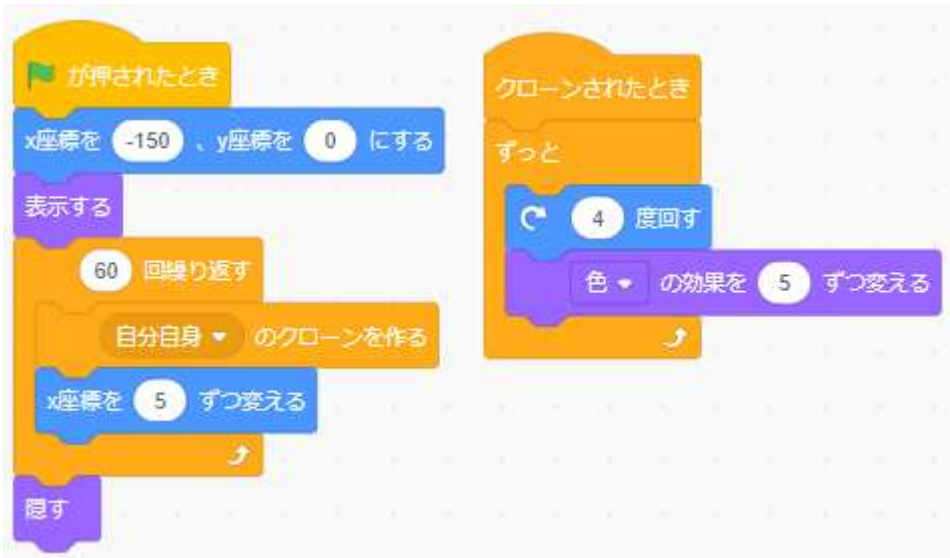 が押されたとき
x座標を -150 、y座標を 0 にする
表示する
60 回繰り返す
自分自身 のクローンを作る
x座標を 5 ずつ変える
隠す
クローンされたとき
ずっと
4 度回す
色 の効果を 5 ずつ変える